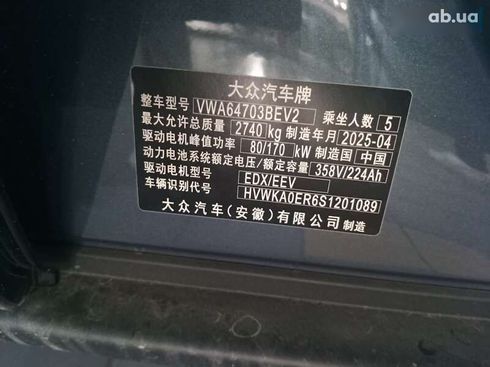 ab.ua
大众汽车牌
整车型号 VWA64703BEV2 乘坐人数 5
最大允许总质量 2740 kg 制造年月 2025-04
驱动电机峰值功率 80/170 kW 制造国 中国
动力电池系统额定电压/额定容量 358V/224Ah
驱动电机型号 EDX/EEV
车辆识别代号 HVWKA0ER6S1201089
大众汽车(安徽)有限公司 制造